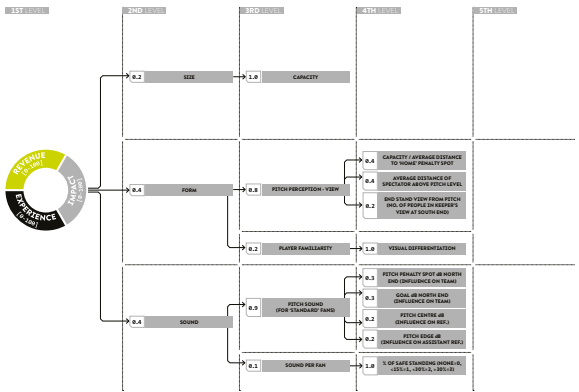 1ST LEVEL
2ND LEVEL
3RD LEVEL
4TH LEVEL
5TH LEVEL
0.2
SIZE
1.0
CAPACITY
REVENUE
[0-100]
IMPACT
[0-100]
EXPERIENCE
[0-100]
0.4
FORM
0.8
PITCH PERCEPTION - VIEW
0.4
CAPACITY / AVERAGE DISTANCE
TO 'HOME' PENALTY SPOT
0.4
AVERAGE DISTANCE OF
SPECTATOR ABOVE PITCH LEVEL
0.2
END STAND VIEW FROM PITCH
(NO. OF PEOPLE IN KEEPER'S
VIEW AT SOUTH END)
0.2
PLAYER FAMILIARITY
1.0
VISUAL DIFFERENTIATION
0.4
SOUND
0.9
PITCH SOUND
(FOR 'STANDARD' FANS)
0.3
PITCH PENALTY SPOT dB NORTH
END (INFLUENCE ON TEAM)
0.3
GOAL dB NORTH END
(INFLUENCE ON TEAM)
0.2
PITCH CENTRE dB
(INFLUENCE ON REF.)
0.2
PITCH EDGE dB
(INFLUENCE ON ASSISTANT REF.)
0.1
SOUND PER FAN
1.0
% OF SAFE STANDING (NONE=0,
<15%=1, <30%=2, >30%=3)